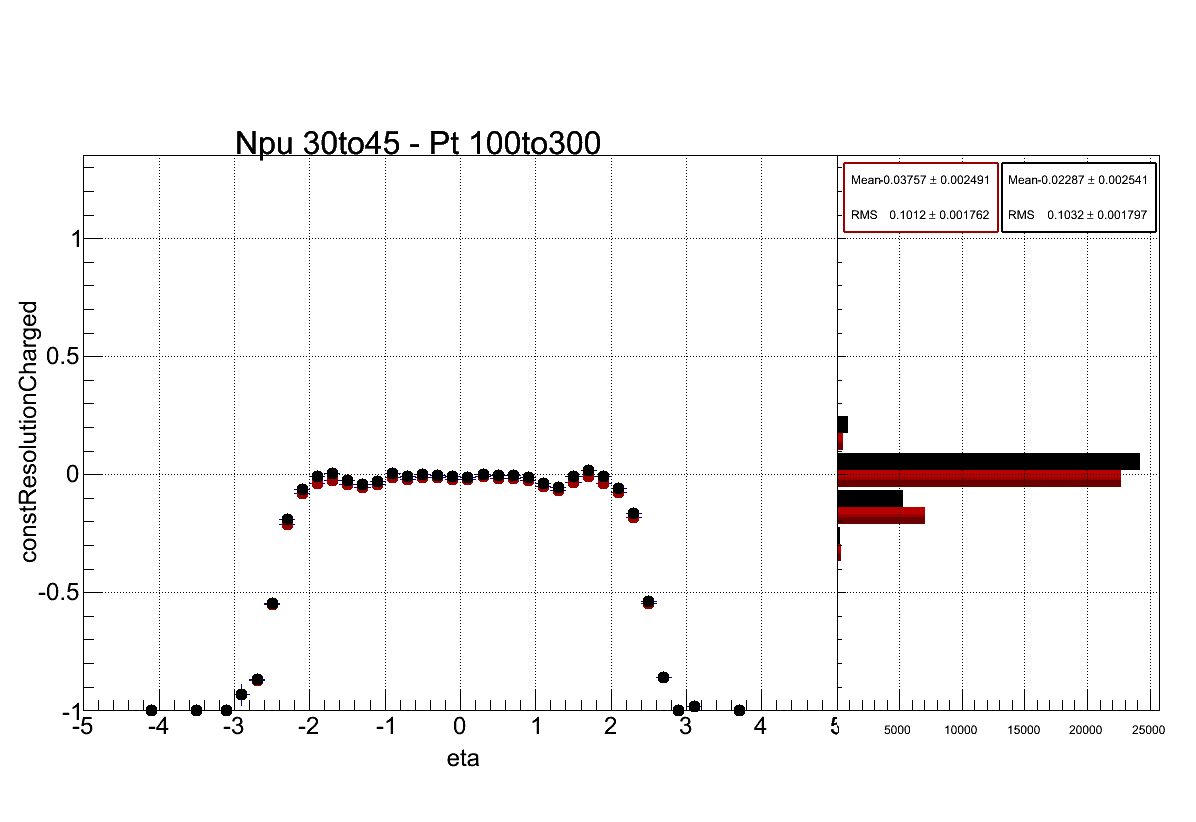 Npu 30to45 - Pt 100to300
Mean-0.03757 ± 0.002491
RMS 0.1012 ± 0.001762
Mean-0.02287 ± 0.002541
RMS 0.1032 ± 0.001797
constResolutionCharged
1
0.5
0
-0.5
-1
-5 -4 -3 -2 -1 0 1 2 3 4 5
eta
5000 10000 15000 20000 25000